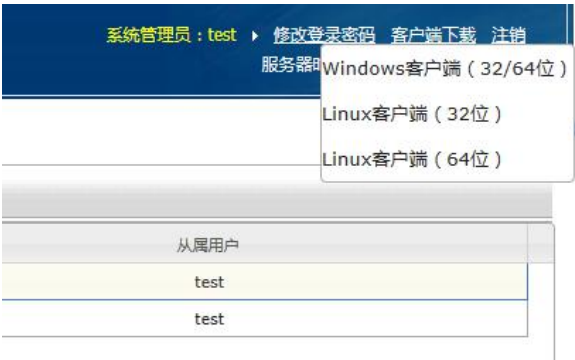 系统管理员：test 修改登录密码 客户端下载 注销
服务器时
Windows客户端（32/64位）
Linux客户端（32位）
Linux客户端（64位）
从属用户
test
test